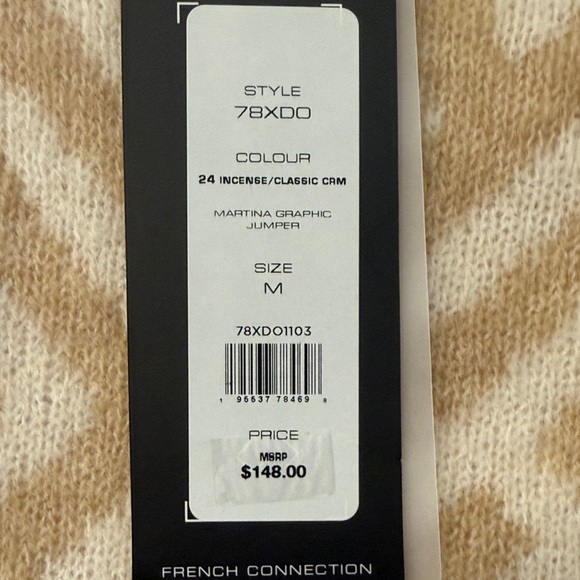 STYLE
78XDO
COLOUR
24 INCENSE/CLASSIC CRM
MARTINA GRAPHIC
JUMPER
SIZE
M
78XDO1103
1 95637 78469 8
PRICE
MSRP
$148.00
FRENCH CONNECTION